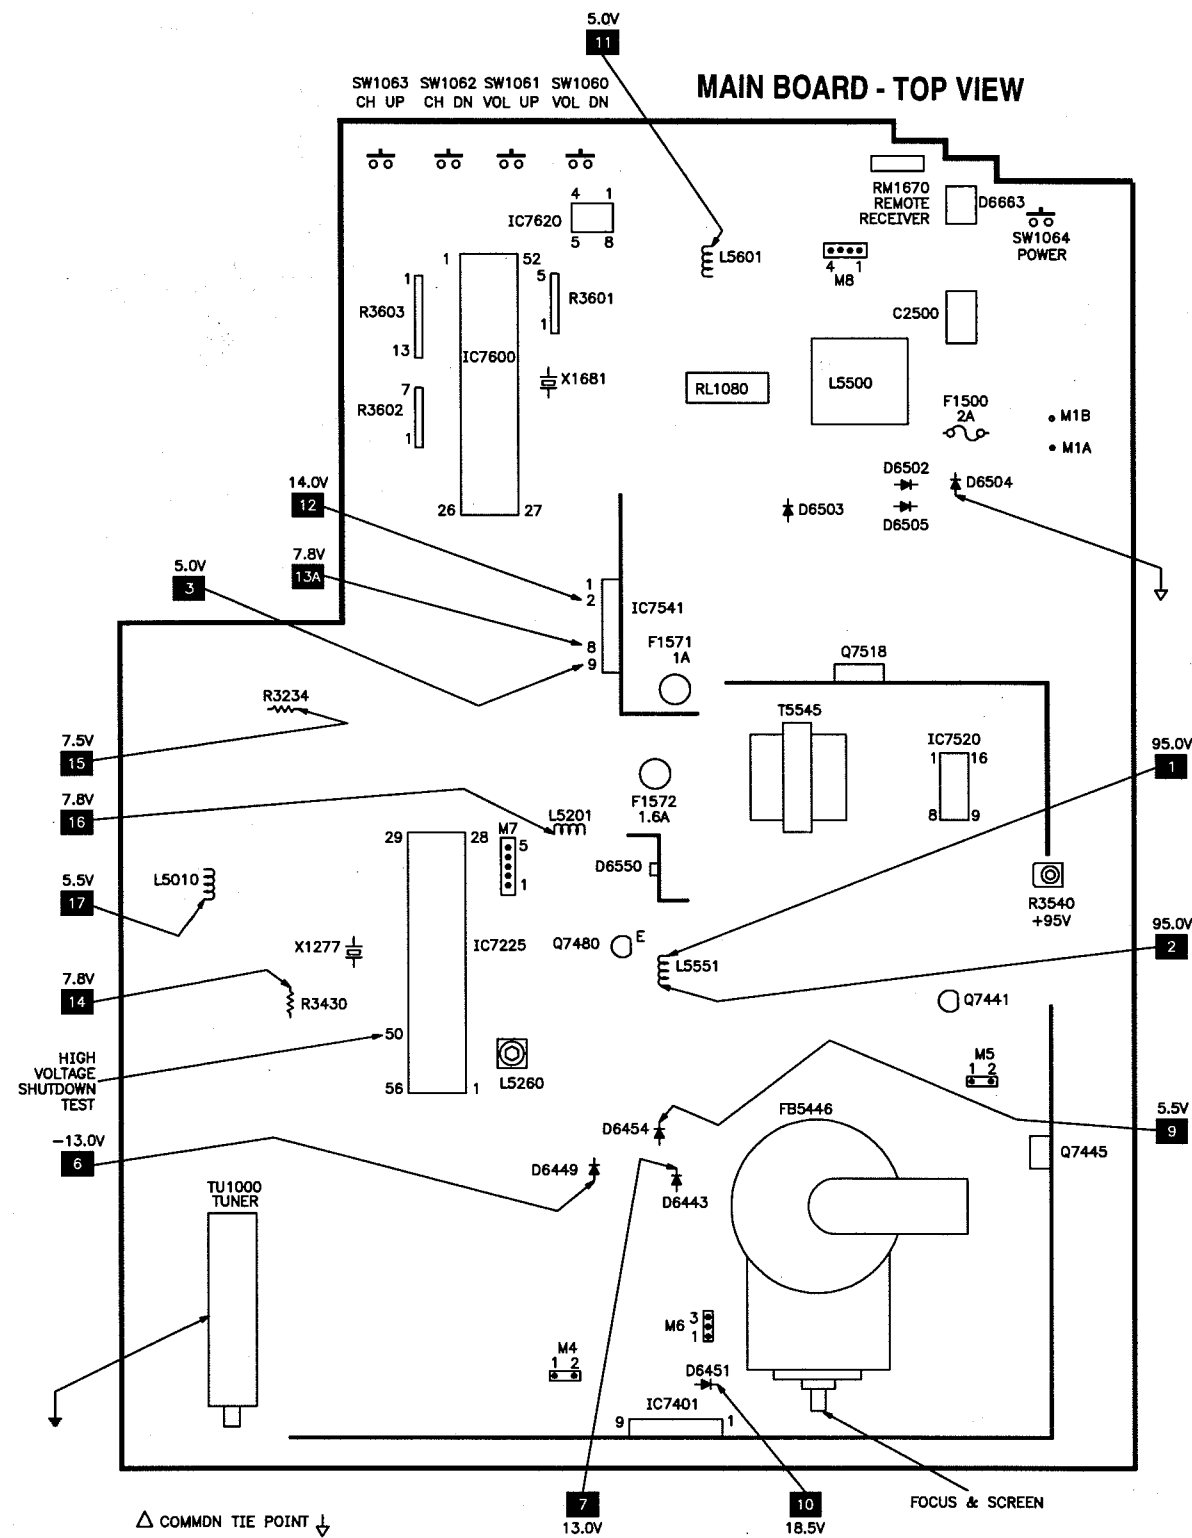 5.0V
11
SW1063 SW1062 SW1061 SW1060
CH UP CH DN VOL UP VOL DN
MAIN BOARD - TOP VIEW
RM1670
REMOTE
RECEIVER
D6663
SW1064
POWER
4 1
IC7620
5 8
L5601
4 1
M8
1 52
IC7600
26 27
1
R3603
13
5
R3601
1
7
R3602
1
X1681
C2500
RL1080
L5500
F1500
2A
M1B
M1A
D6502
D6504
D6503
D6505
14.0V
12
7.8V
13A
5.0V
3
1
2
IC7541
8
9
F1571
1A
Q7518
R3234
T5545
IC7520
1 16
8 9
7.5V
15
95.0V
1
7.8V
16
F1572
1.6A
L5201
29 28
M7
5
1
D6550
R3540
+95V
5.5V
17
L5010
X1277
IC7225
Q7480
E
L5551
95.0V
2
7.8V
14
R3430
Q7441
50
HIGH
VOLTAGE
SHUTDOWN
TEST
56 1
L5260
M5
1 2
D6454
FB5446
5.5V
9
-13.0V
6
D6449
D6443
Q7445
TU1000
TUNER
M6
3
1
M4
1 2
D6451
IC7401
9 1
7
13.0V
10
18.5V
FOCUS & SCREEN
COMMDN TIE POINT